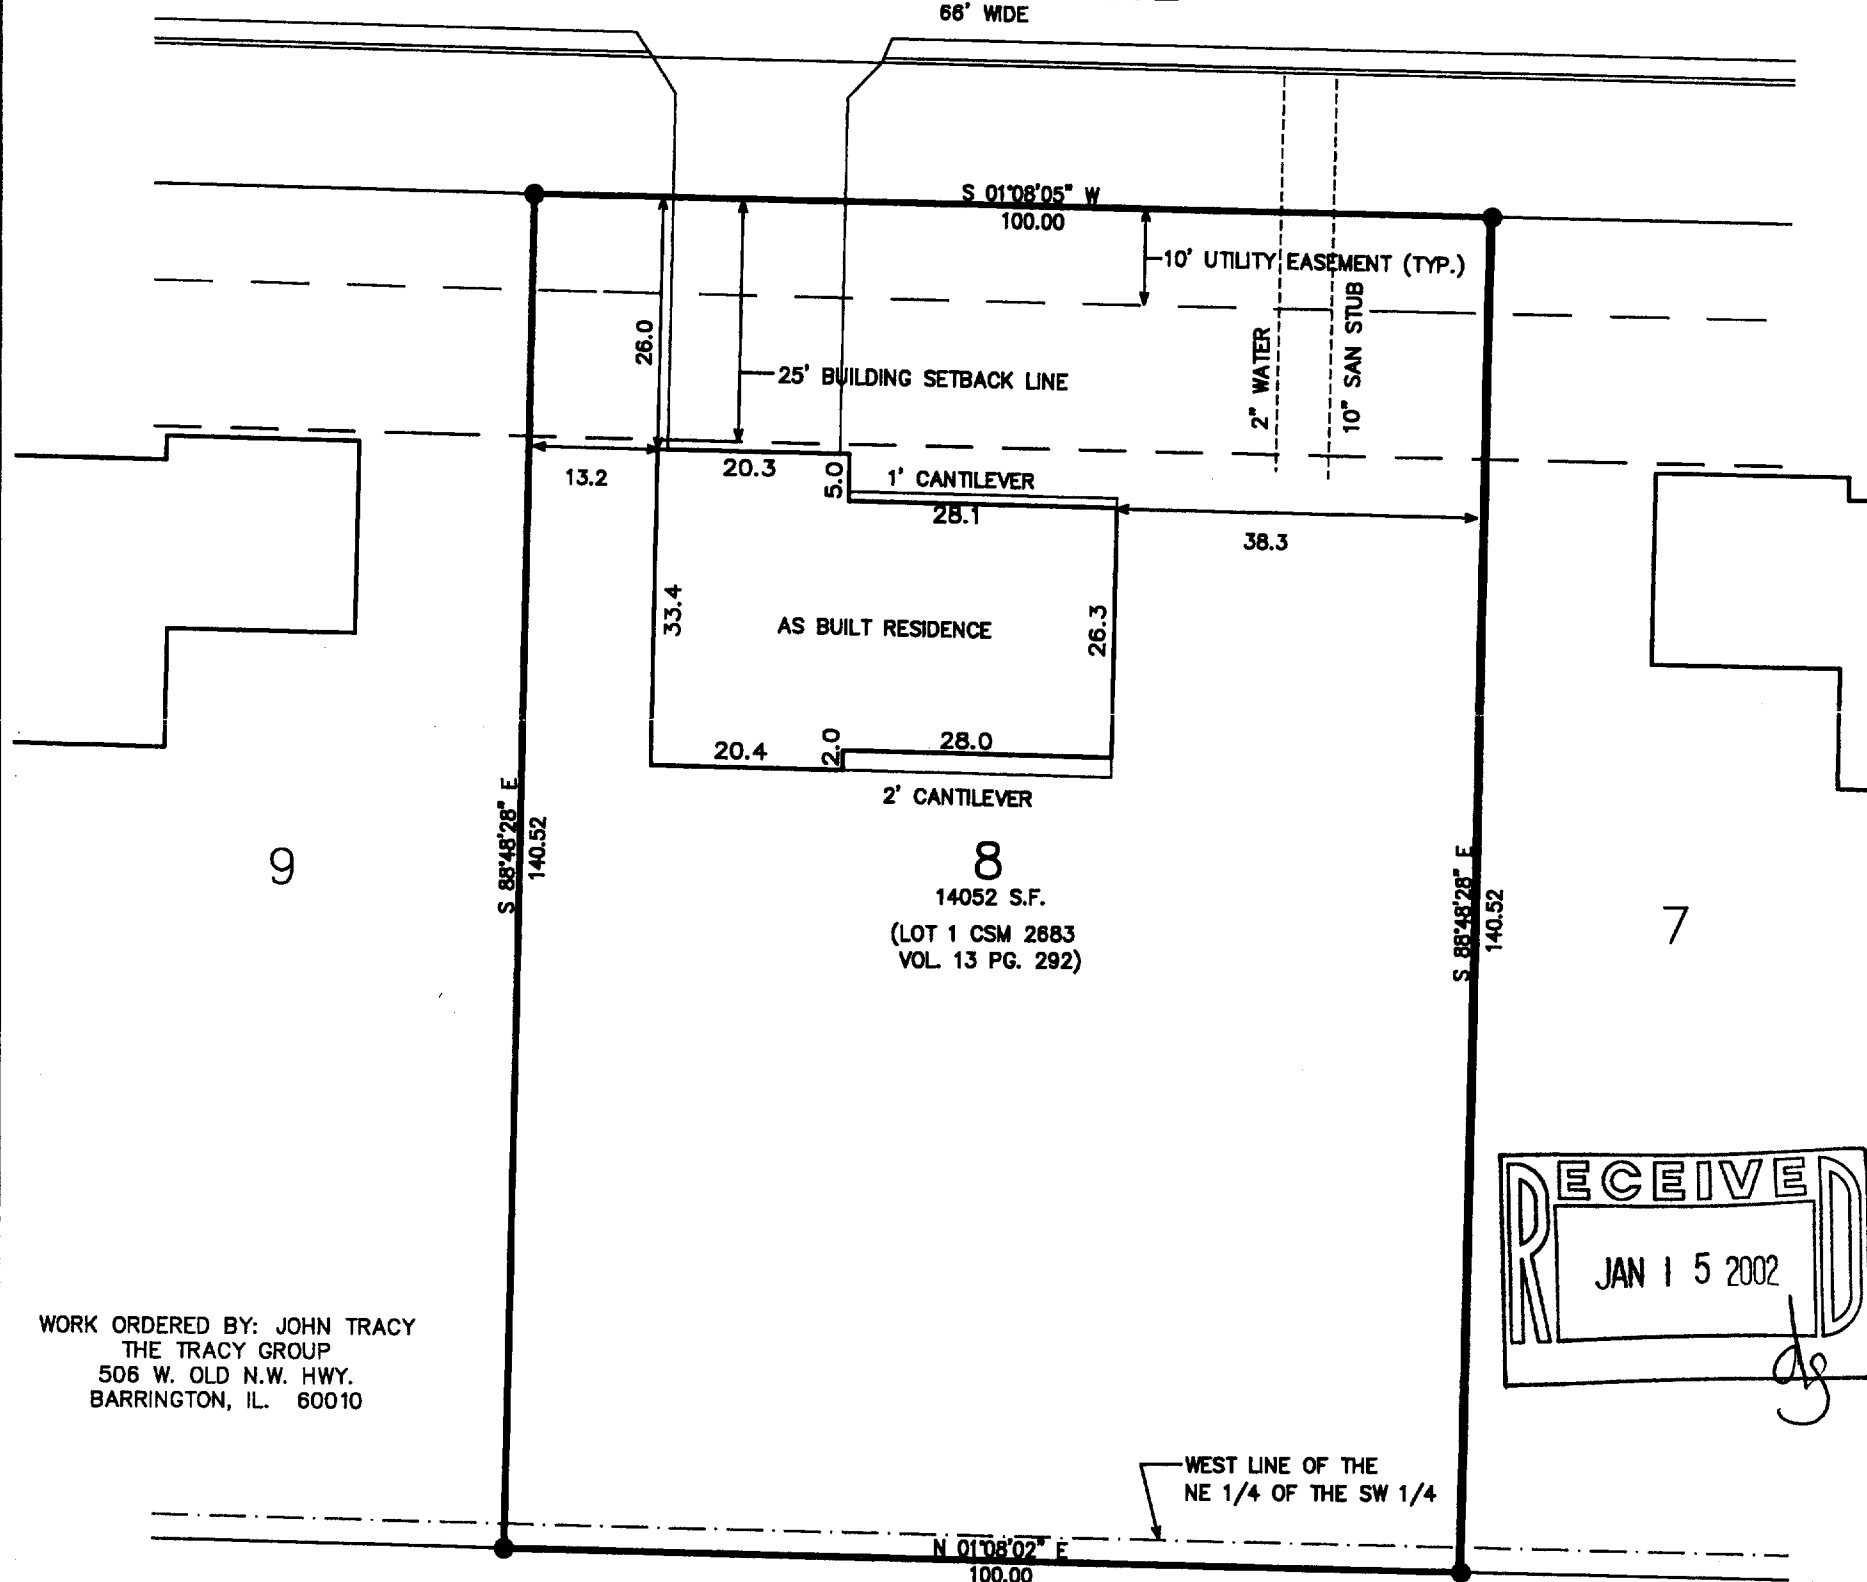 66' WIDE
S 01°08'05" W
100.00
10' UTILITY EASEMENT (TYP.)
26.0
25' BUILDING SETBACK LINE
2" WATER
10" SAN STUB
13.2
20.3
5.0
1' CANTILEVER
28.1
38.3
33.4
AS BUILT RESIDENCE
26.3
20.4
2.0
28.0
2' CANTILEVER
S 88°48'28" E
140.52
9
8
14052 S.F.
(LOT 1 CSM 2683
VOL. 13 PG. 292)
S 88°48'28" E
140.52
7
RECEIVED
JAN 15 2002
WORK ORDERED BY: JOHN TRACY
THE TRACY GROUP
506 W. OLD N.W. HWY.
BARRINGTON, IL. 60010
WEST LINE OF THE
NE 1/4 OF THE SW 1/4
N 01°08'02" E
100.00